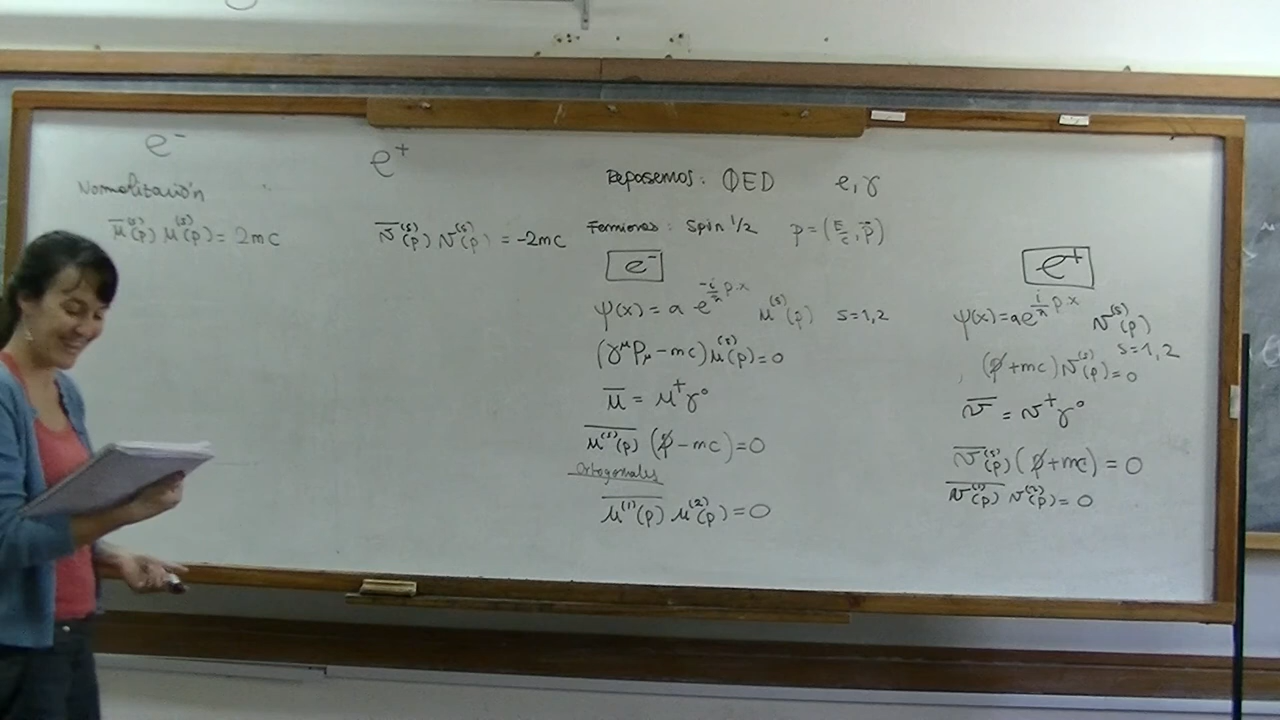 e⁻
e⁺
Normalización
ū⁽ˢ⁾(p) u⁽ˢ⁾(p) = 2mc
v̄⁽ˢ⁾(p) v⁽ˢ⁾(p) = -2mc
Repasemos: QED e, γ
Fermiones: Spin 1/2 p = (E/c, p⃗)
e⁻
ψ(x) = a e^(-i/ħ p.x) u⁽ˢ⁾(p) s=1,2
(γ^μ p_μ - mc) u⁽ˢ⁾(p) = 0
ū = u⁺γ⁰
ū⁽ˢ⁾(p) (p̸ - mc) = 0
Ortogonales
ū⁽¹⁾(p) u⁽²⁾(p) = 0
e⁺
ψ(x) = a e^(i/ħ p.x) v⁽ˢ⁾(p)
s=1,2
(p̸ + mc) v⁽ˢ⁾(p) = 0
v̄ = v⁺γ⁰
v̄⁽ˢ⁾(p) (p̸ + mc) = 0
v̄⁽¹⁾(p) v⁽²⁾(p) = 0